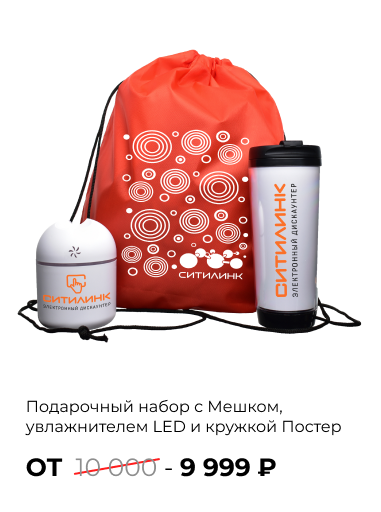 СИТИЛИНК
СИТИЛИНК
ЭЛЕКТРОННЫЙ ДИСКАУНТЕР
СИТИЛИНК
ЭЛЕКТРОННЫЙ ДИСКАУНТЕР
Подарочный набор с Мешком,
увлажнителем LED и кружкой Постер
ОТ 10 000 - 9 999 ₽